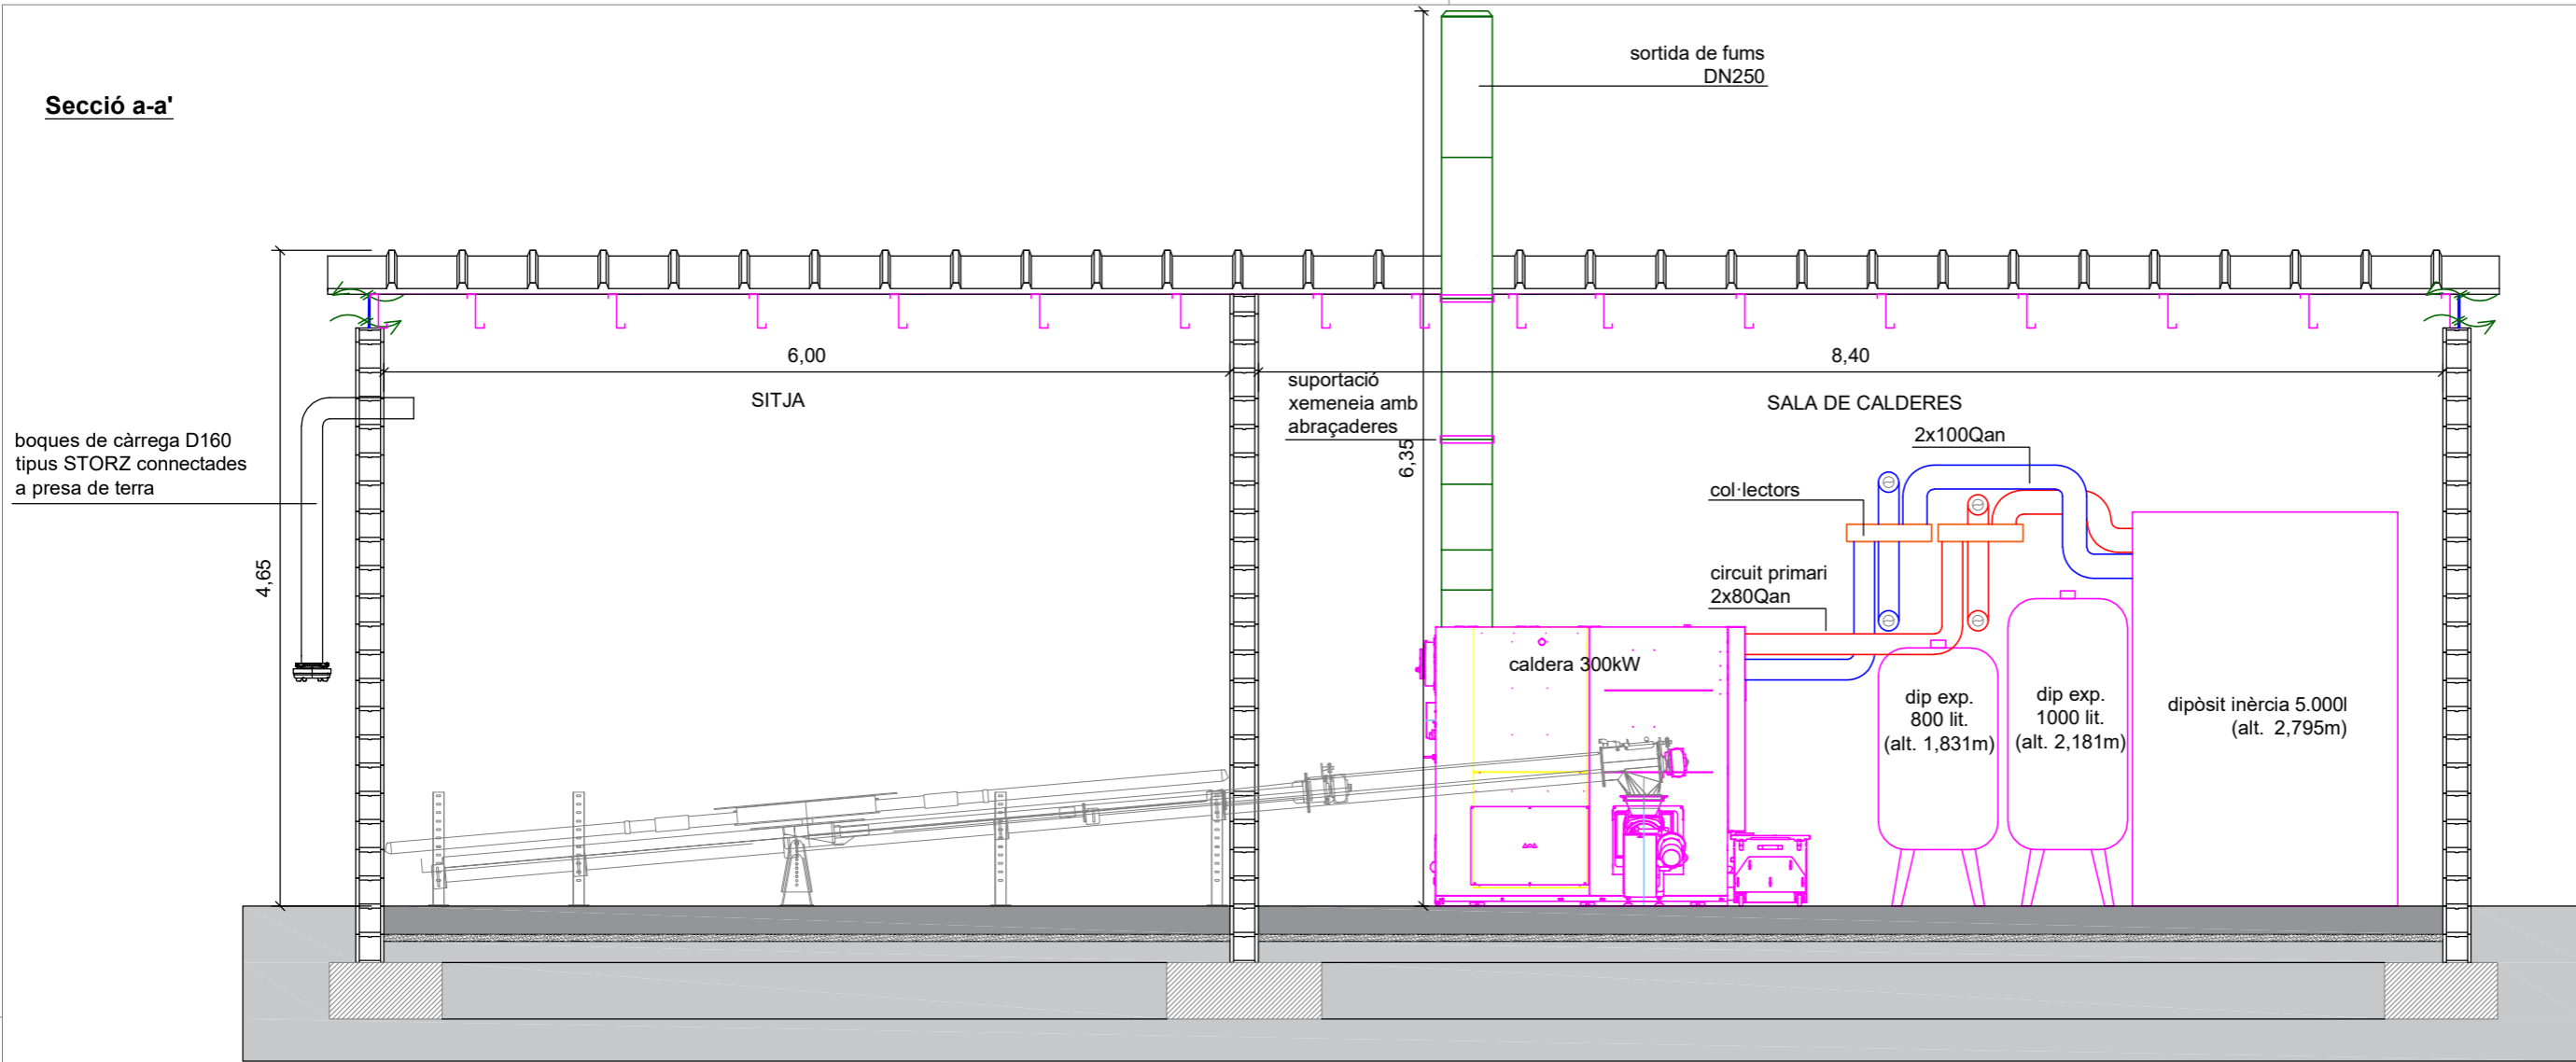 sortida de fums
DN250
Secció a-a'
6,00
8,40
SITJA
suportació
xemeneia amb
abraçaderes
SALA DE CALDERES
2x100Qan
boques de càrrega D160
tipus STORZ connectades
a presa de terra
6,35
col·lectors
4,65
circuit primari
2x80Qan
caldera 300kW
dip exp.
800 lit.
(alt. 1,831m)
dip exp.
1000 lit.
(alt. 2,181m)
dipòsit inèrcia 5.000l
(alt. 2,795m)